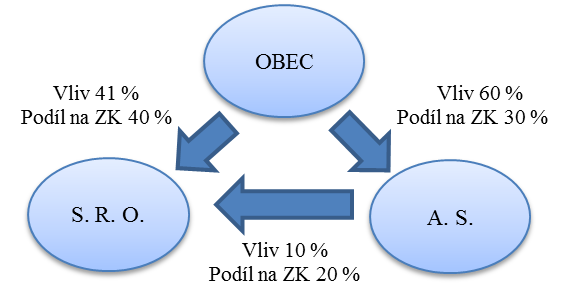 OBEC
Vliv 41 %
Podíl na ZK 40 %
Vliv 60 %
Podíl na ZK 30 %
S. R. O.
A. S.
Vliv 10 %
Podíl na ZK 20 %